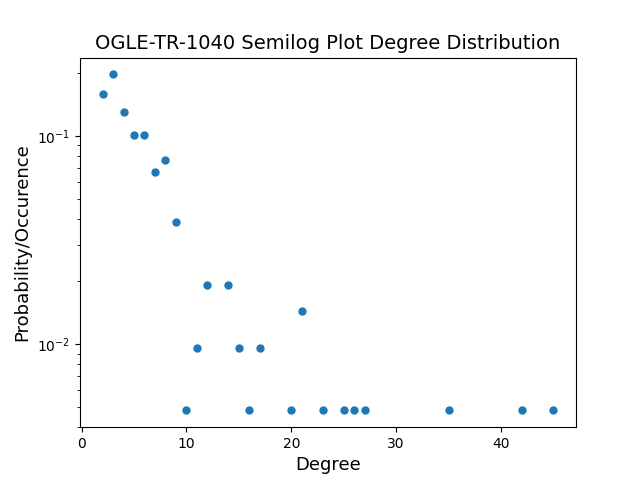 OGLE-TR-1040 Semilog Plot Degree Distribution
Probability/Occurence
10⁻¹
10⁻²
0 10 20 30 40
Degree